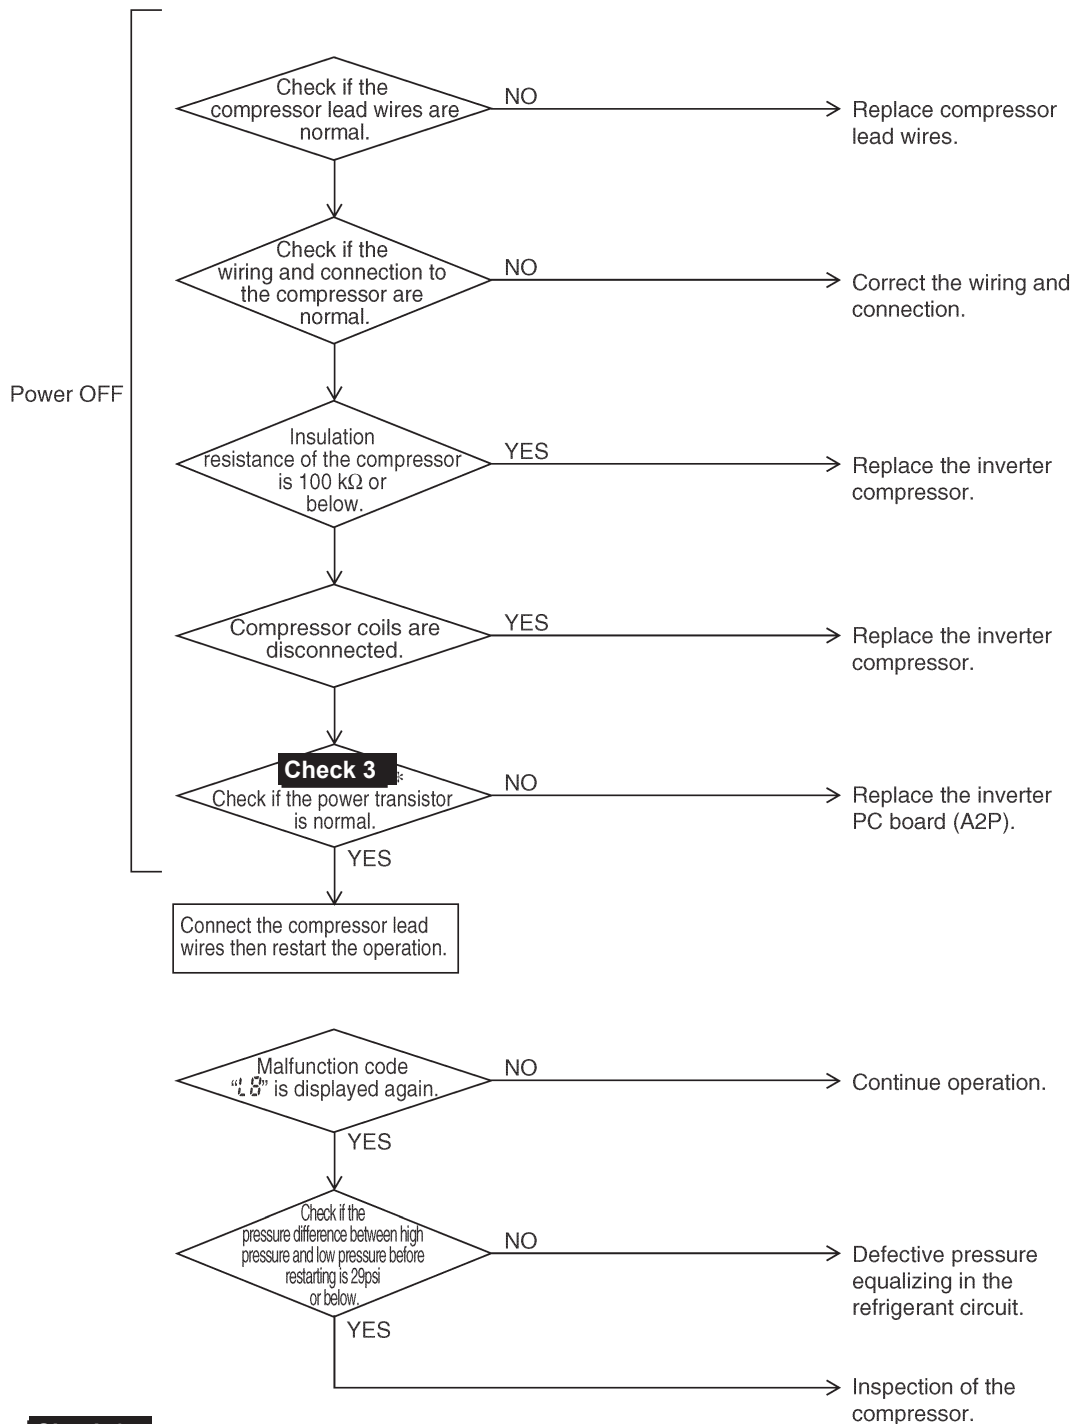 Check if the
compressor lead wires are
normal.
NO
Replace compressor
lead wires.
Check if the
wiring and connection to
the compressor are
normal.
NO
Correct the wiring and
connection.
Power OFF
Insulation
resistance of the compressor
is 100 kΩ or
below.
YES
Replace the inverter
compressor.
Compressor coils are
disconnected.
YES
Replace the inverter
compressor.
Check 3 *
Check if the power transistor
is normal.
NO
Replace the inverter
PC board (A2P).
YES
Connect the compressor lead
wires then restart the operation.
Malfunction code
“L8” is displayed again.
NO
Continue operation.
YES
Check if the
pressure difference between high
pressure and low pressure before
restarting is 29psi
or below.
NO
Defective pressure
equalizing in the
refrigerant circuit.
YES
Inspection of the
compressor.